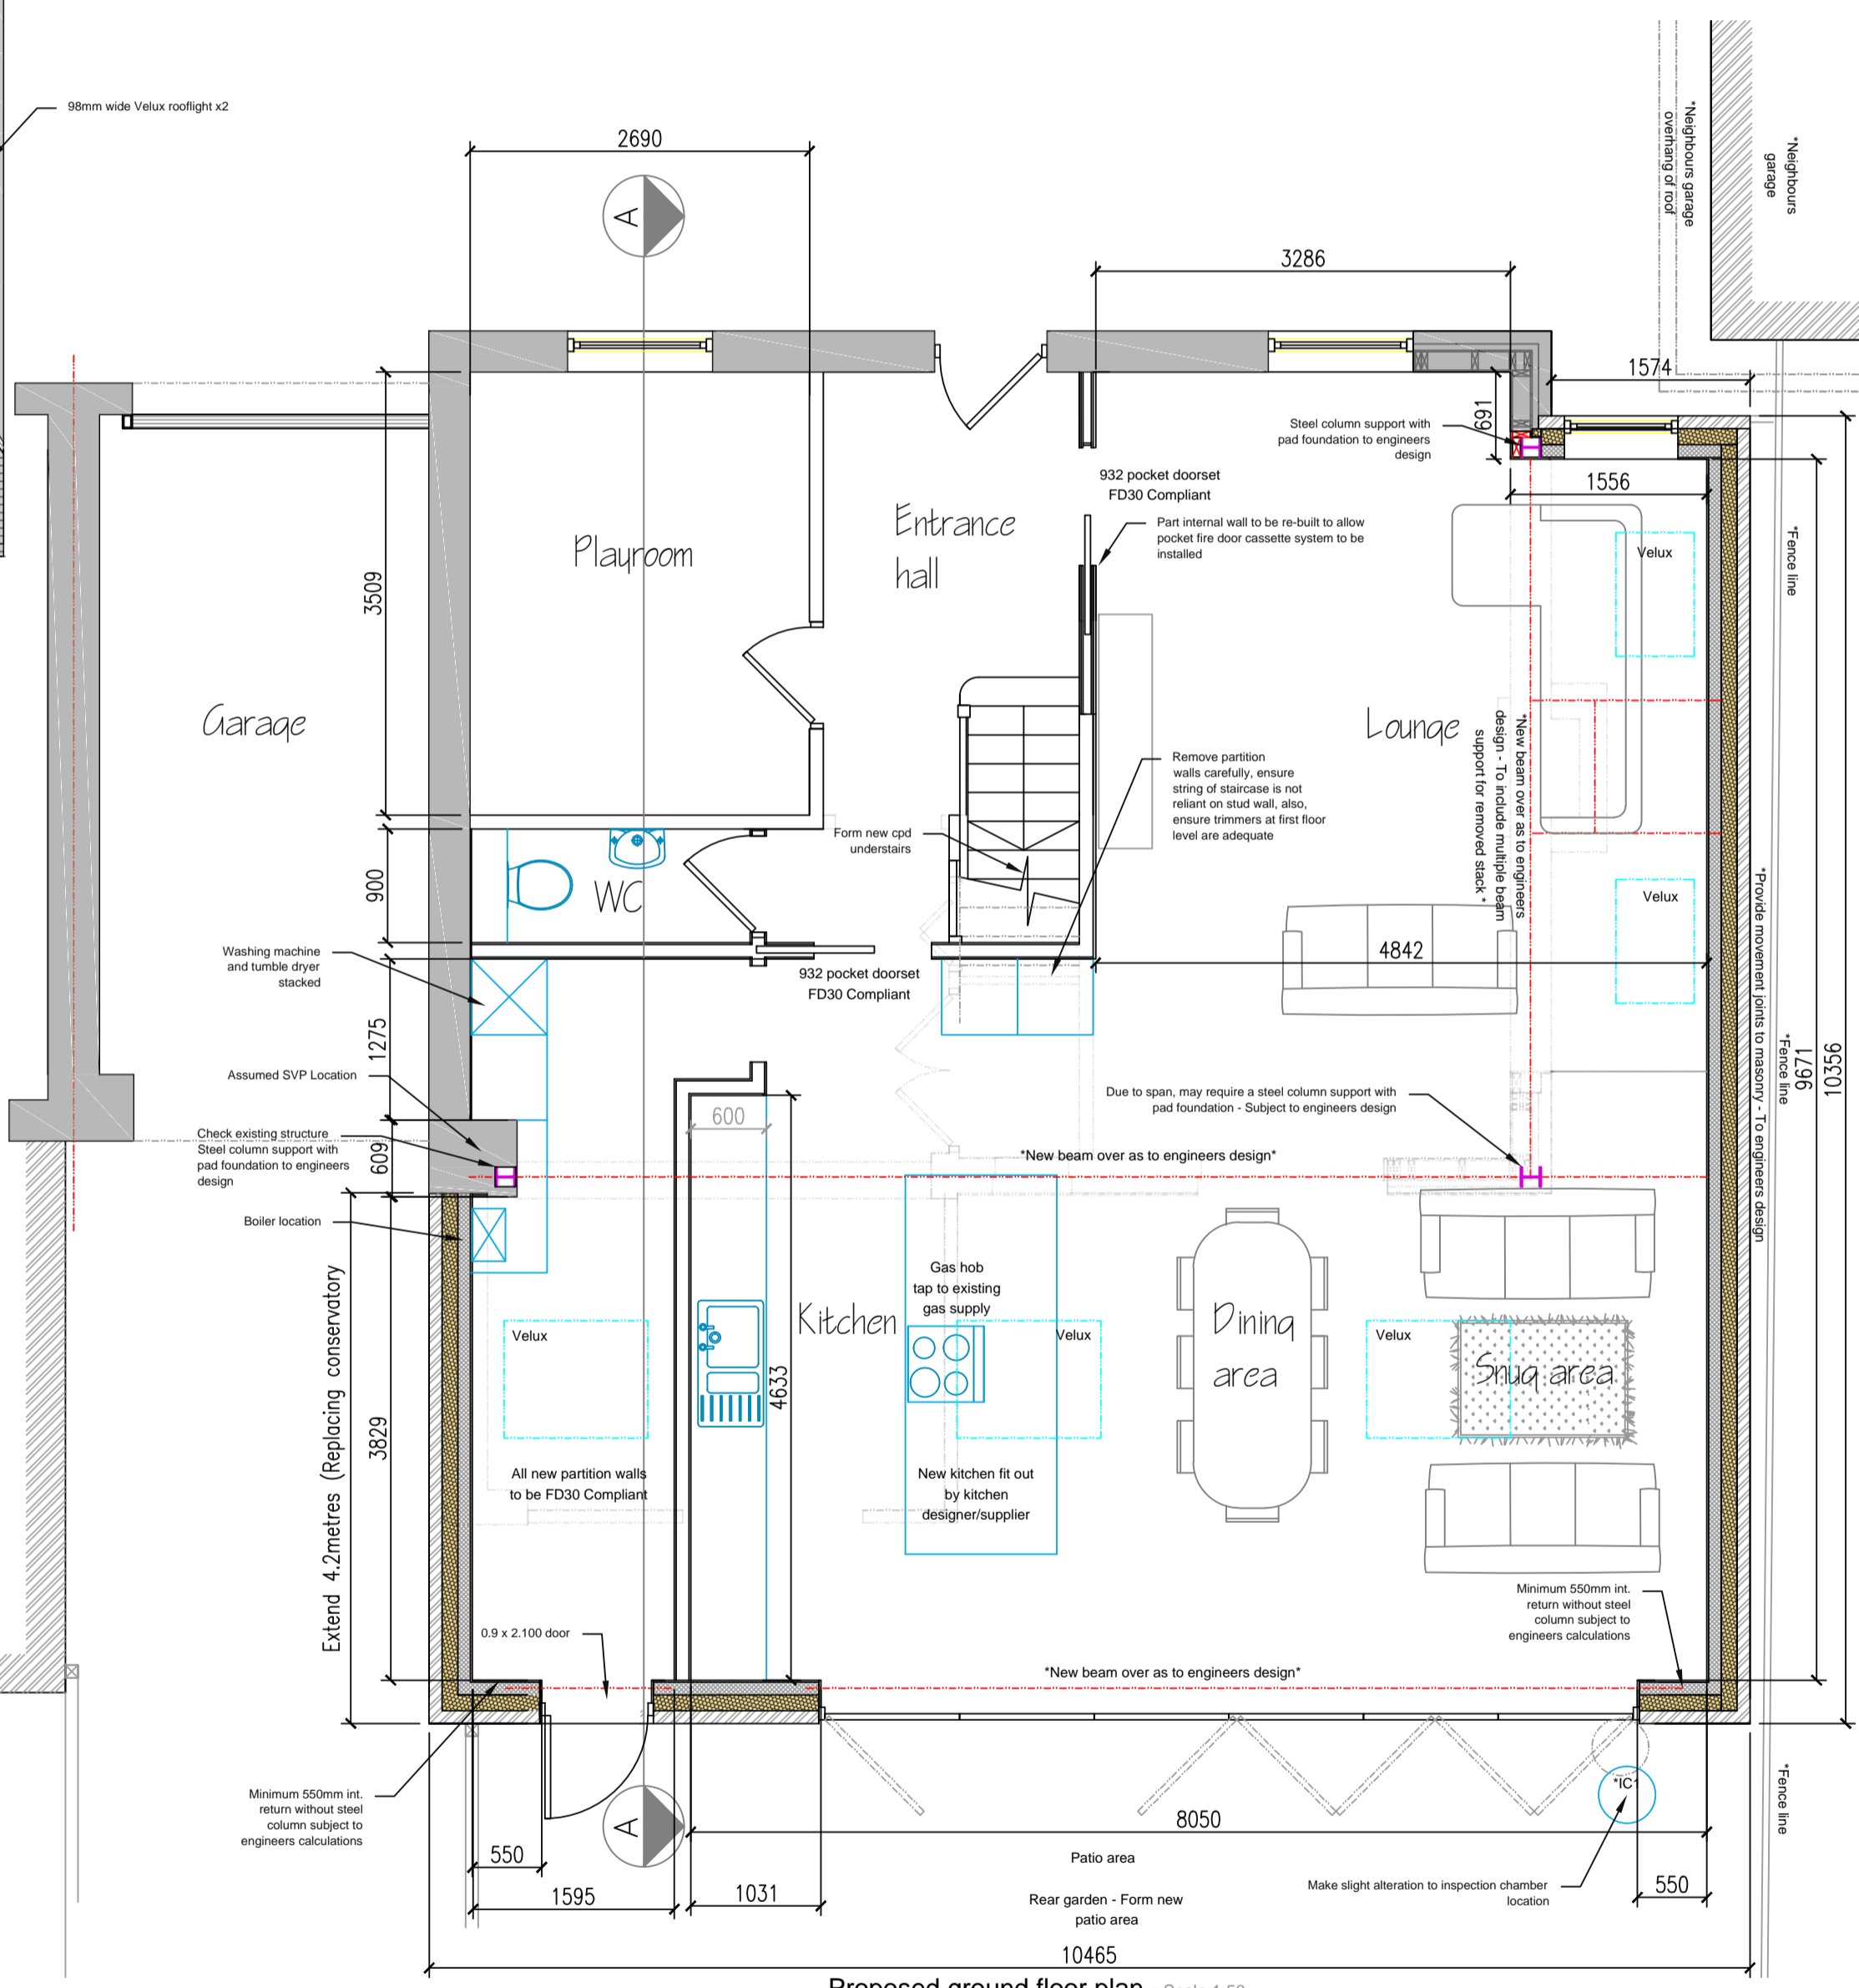 98mm wide Velux rooflight x2
2690
A
3286
*Neighbours garage
overhang of roof
*Neighbours
garage
1574
691
Steel column support with
pad foundation to engineers
design
1556
932 pocket doorset
FD30 Compliant
Part internal wall to be re-built to allow
pocket fire door cassette system to be
installed
Entrance
hall
Playroom
Velux
*Fence line
3509
Garage
Lounge
*New beam over as to engineers
design - To include multiple beam
support for removed stack *
Remove partition
walls carefully, ensure
string of staircase is not
reliant on stud wall, also,
ensure trimmers at first floor
level are adequate
Form new cpd
understairs
900
WC
Velux
Washing machine
and tumble dryer
stacked
932 pocket doorset
FD30 Compliant
4842
*Provide movement joints to masonry - To engineers design
*Fence line
9671
10356
1275
Assumed SVP Location
600
Due to span, may require a steel column support with
pad foundation - Subject to engineers design
Check existing structure
Steel column support with
pad foundation to engineers
design
609
*New beam over as to engineers design*
Boiler location
Extend 4.2metres (Replacing conservatory
3829
Gas hob
tap to existing
gas supply
Kitchen
Dining
area
Velux
Velux
Velux
Snug area
4633
All new partition walls
to be FD30 Compliant
New kitchen fit out
by kitchen
designer/supplier
Minimum 550mm int.
return without steel
column subject to
engineers calculations
0.9 x 2.100 door
*New beam over as to engineers design*
*IC
*Fence line
Minimum 550mm int.
return without steel
column subject to
engineers calculations
A
8050
550
Patio area
1595
1031
Rear garden - Form new
patio area
Make slight alteration to inspection chamber
location
550
10465
Proposed ground floor plan - Scale 1:50